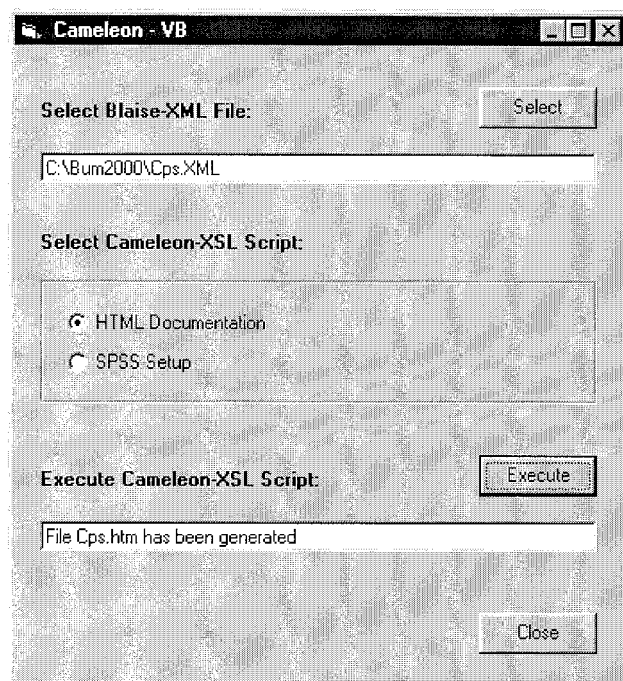 Cameleon - VB
Select Blaise-XML File:
Select
C:\Bum2000\Cps.XML
Select Cameleon-XSL Script:
HTML Documentation
SPSS Setup
Execute Cameleon-XSL Script:
Execute
File Cps.htm has been generated
Close